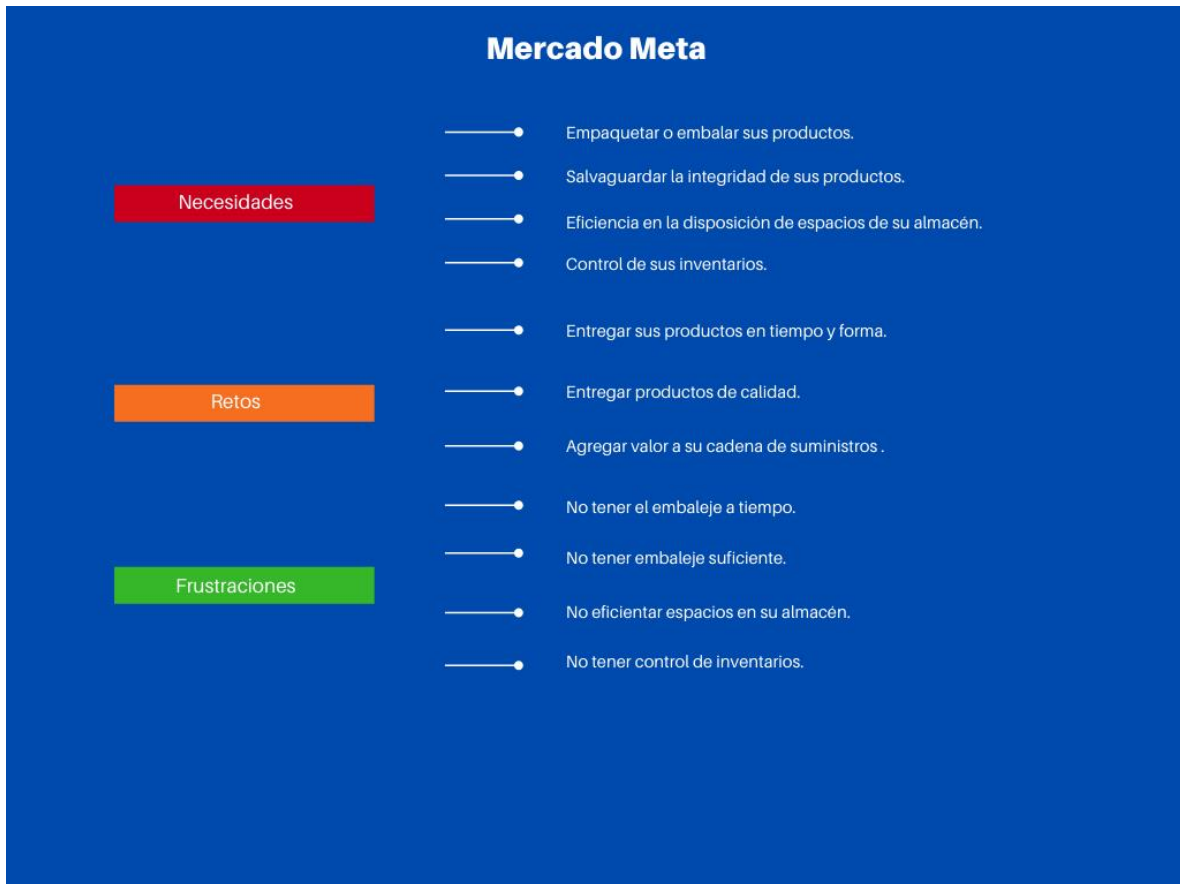 Mercado Meta
Necesidades
Empaquetar o embalar sus productos.
Salvaguardar la integridad de sus productos.
Eficiencia en la disposición de espacios de su almacén.
Control de sus inventarios.
Retos
Entregar sus productos en tiempo y forma.
Entregar productos de calidad.
Agregar valor a su cadena de suministros .
Frustraciones
No tener el embaleje a tiempo.
No tener embaleje suficiente.
No eficientar espacios en su almacén.
No tener control de inventarios.